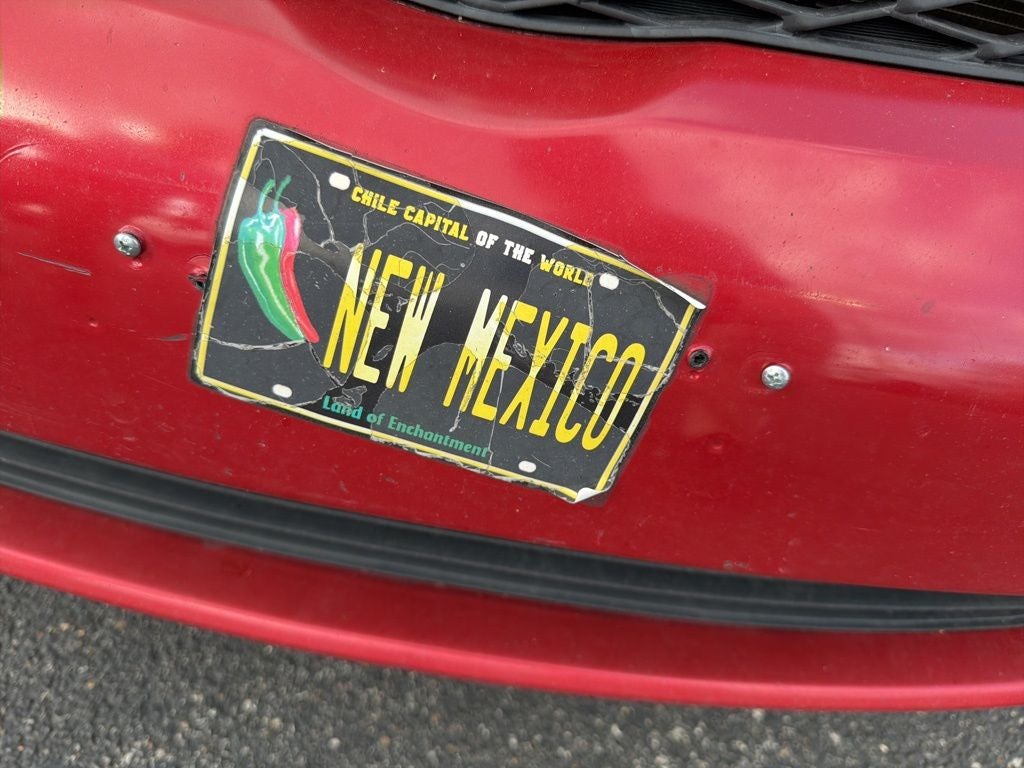 CHILE CAPITAL OF THE WORLD
NEW MEXICO
Land of Enchantment